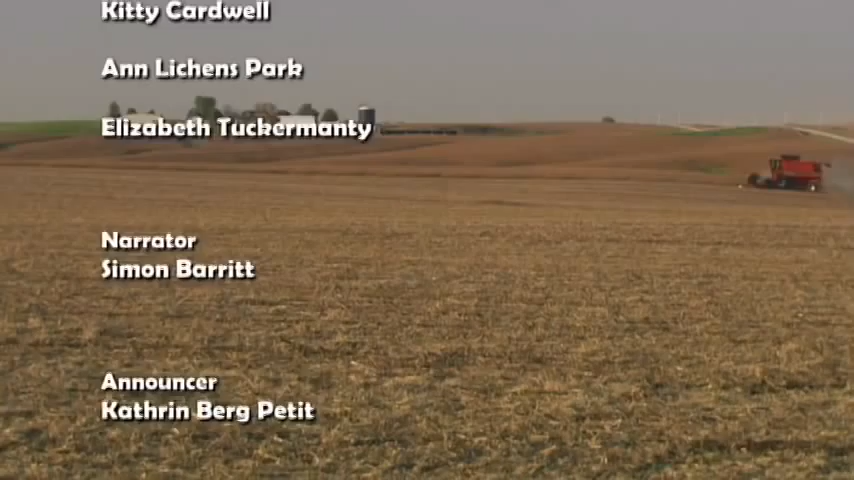 Kitty Cardwell
Ann Lichens Park
Elizabeth Tuckermanty
Narrator
Simon Barritt
Announcer
Kathrin Berg Petit